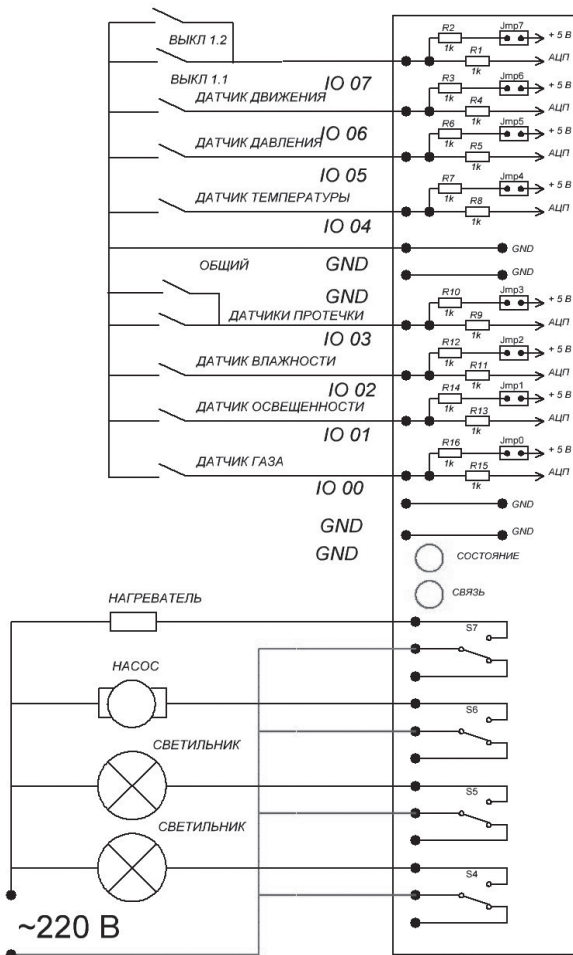 R2 Jmp7 + 5 В
ВЫКЛ 1.2 1k R1 АЦП
1k
ВЫКЛ 1.1 IO 07 R3 Jmp6 + 5 В
ДАТЧИК ДВИЖЕНИЯ 1k R4 АЦП
1k
IO 06 R6 Jmp5 + 5 В
ДАТЧИК ДАВЛЕНИЯ 1k R5 АЦП
1k
IO 05 R7 Jmp4 + 5 В
ДАТЧИК ТЕМПЕРАТУРЫ 1k R8 АЦП
1k
IO 04
GND
ОБЩИЙ GND
GND
GND R10 Jmp3 + 5 В
ДАТЧИКИ ПРОТЕЧКИ 1k R9 АЦП
1k
IO 03 R12 Jmp2 + 5 В
ДАТЧИК ВЛАЖНОСТИ 1k R11 АЦП
1k
IO 02 R14 Jmp1 + 5 В
ДАТЧИК ОСВЕЩЕННОСТИ 1k R13 АЦП
1k
IO 01 R16 Jmp0 + 5 В
ДАТЧИК ГАЗА 1k R15 АЦП
1k
IO 00
GND
GND
GND
GND
СОСТОЯНИЕ
СВЯЗЬ
НАГРЕВАТЕЛЬ
S7
НАСОС
S6
СВЕТИЛЬНИК
S5
СВЕТИЛЬНИК
S4
~220 В